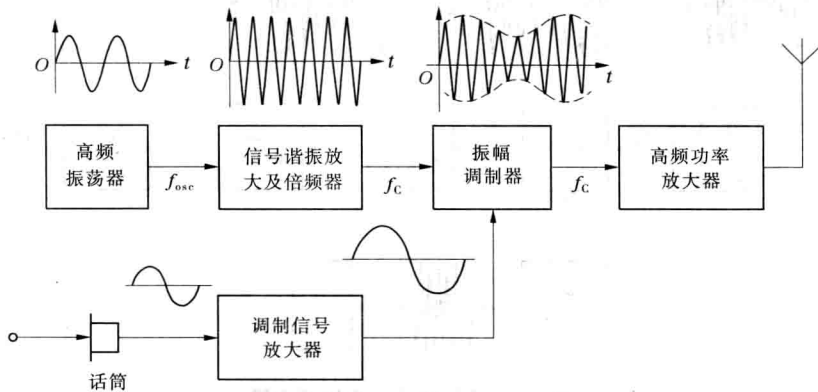 O
t
O
t
O
t
高频
振荡器
f_osc
信号谐振放
大及倍频器
f_C
振幅
调制器
f_C
高频功率
放大器
话筒
调制信号
放大器